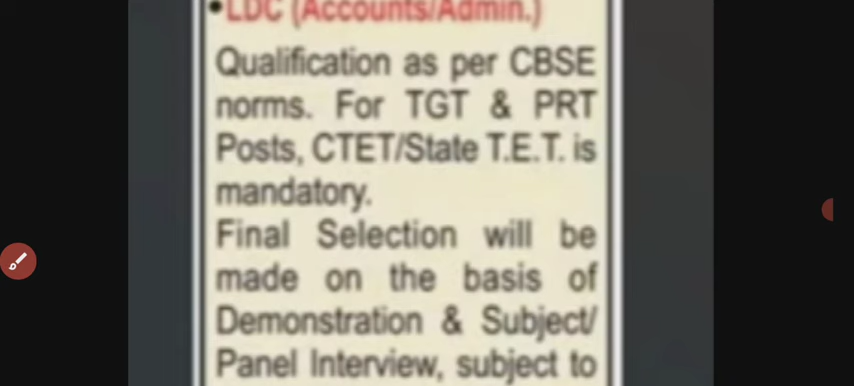 •LDC (Accounts/Admin.)
Qualification as per CBSE
norms. For TGT & PRT
Posts, CTET/State T.E.T. is
mandatory.
Final Selection will be
made on the basis of
Demonstration & Subject/
Panel Interview, subject to